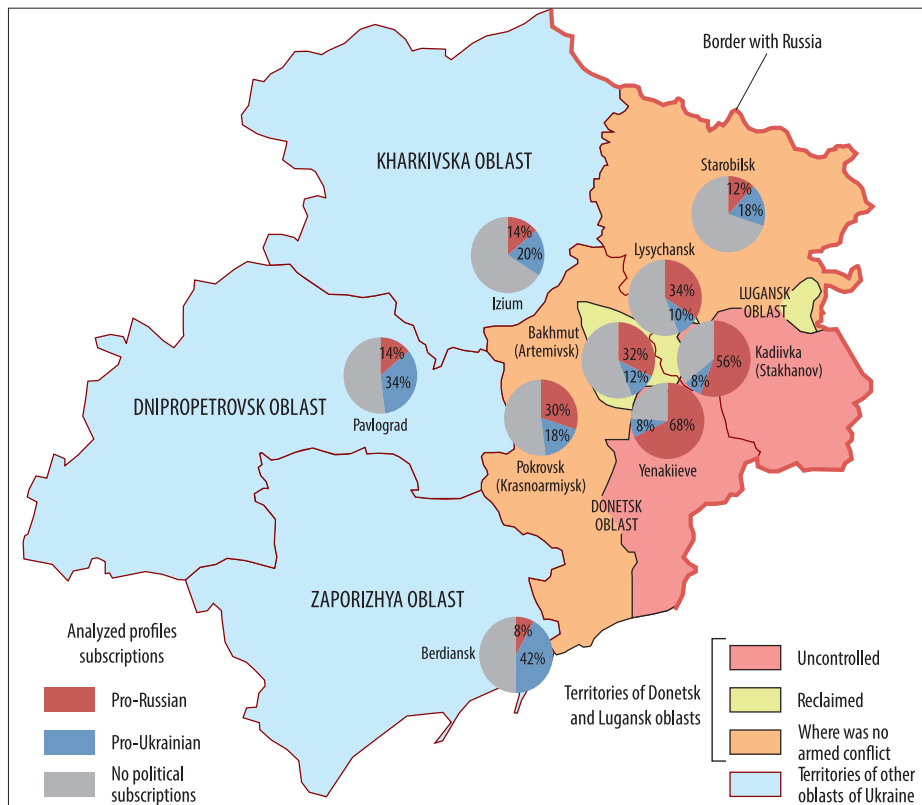 Border with Russia
KHARKIVSKA OBLAST
Starobilsk
12%
18%
14%
20%
Izium
Lysychansk
34%
10%
LUGANSK
OBLAST
Bakhmut
(Artemivsk)
32%
12%
56%
8%
Kadiivka
(Stakhanov)
14%
34%
Pavlograd
DNIPROPETROVSK OBLAST
30%
18%
Pokrovsk
(Krasnoarmiysk)
8%
68%
Yenakiieve
DONETSK
OBLAST
ZAPORIZHYA OBLAST
Berdiansk
8%
42%
Analyzed profiles
subscriptions
Pro-Russian
Pro-Ukrainian
No political
subscriptions
Territories of Donetsk
and Lugansk oblasts
Uncontrolled
Reclaimed
Where was no
armed conflict
Territories of other
oblasts of Ukraine